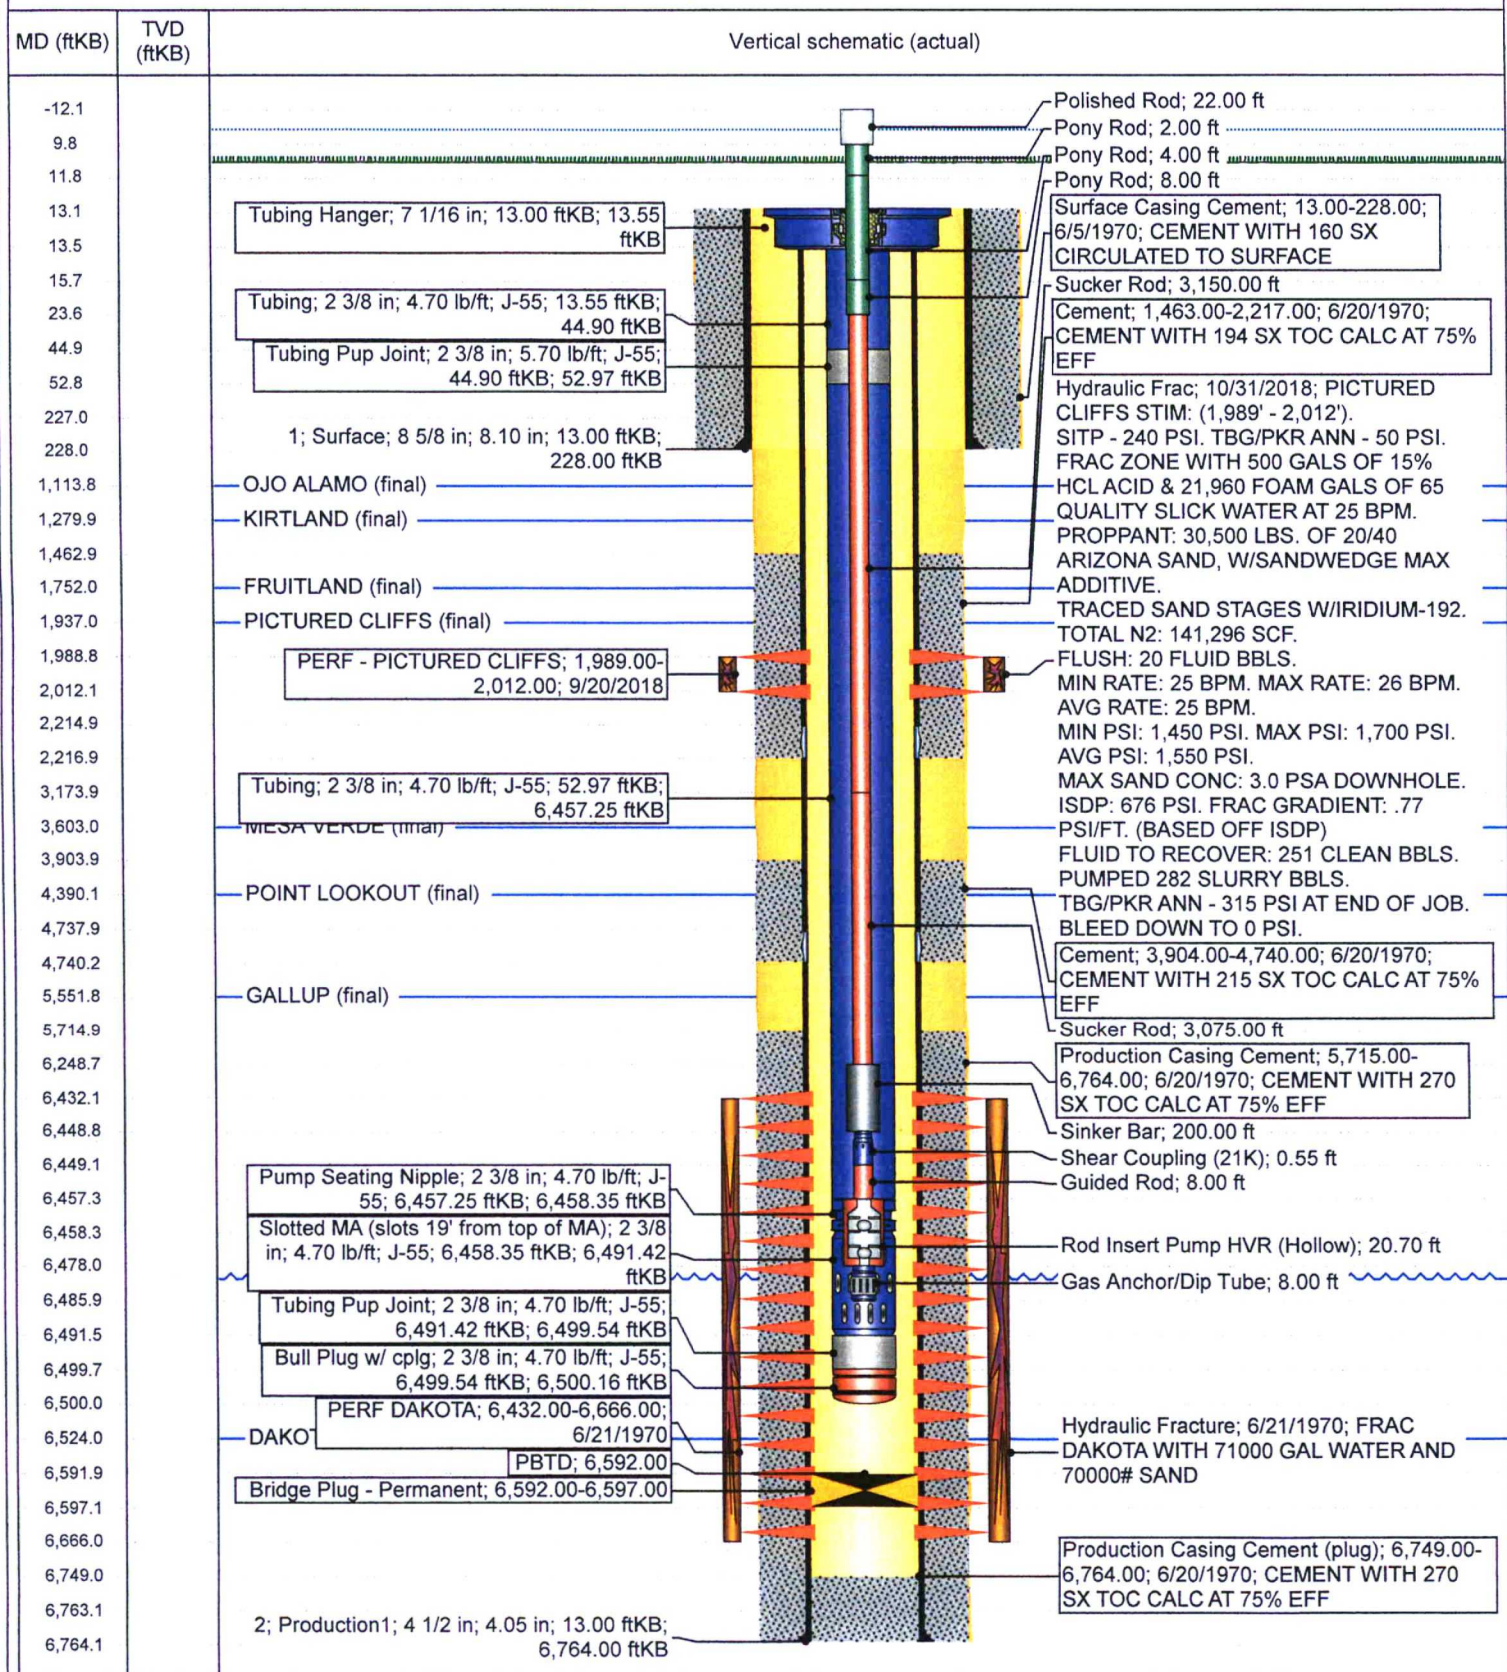 MD (ftKB)
TVD
(ftKB)
Vertical schematic (actual)
-12.1
9.8
11.8
13.1
13.5
15.7
23.6
44.9
52.8
227.0
228.0
1,113.8
1,279.9
1,462.9
1,752.0
1,937.0
1,988.8
2,012.1
2,214.9
2,216.9
3,173.9
3,603.0
3,903.9
4,390.1
4,737.9
4,740.2
5,551.8
5,714.9
6,248.7
6,432.1
6,448.8
6,449.1
6,457.3
6,458.3
6,478.0
6,485.9
6,491.5
6,499.7
6,500.0
6,524.0
6,591.9
6,597.1
6,666.0
6,749.0
6,763.1
6,764.1
Tubing Hanger; 7 1/16 in; 13.00 ftKB; 13.55
ftKB
Tubing; 2 3/8 in; 4.70 lb/ft; J-55; 13.55 ftKB;
44.90 ftKB
Tubing Pup Joint; 2 3/8 in; 5.70 lb/ft; J-55;
44.90 ftKB; 52.97 ftKB
1; Surface; 8 5/8 in; 8.10 in; 13.00 ftKB;
228.00 ftKB
OJO ALAMO (final)
KIRTLAND (final)
FRUITLAND (final)
PICTURED CLIFFS (final)
PERF - PICTURED CLIFFS; 1,989.00-
2,012.00; 9/20/2018
Tubing; 2 3/8 in; 4.70 lb/ft; J-55; 52.97 ftKB;
6,457.25 ftKB
MESA VERDE (final)
POINT LOOKOUT (final)
GALLUP (final)
Pump Seating Nipple; 2 3/8 in; 4.70 lb/ft; J-
55; 6,457.25 ftKB; 6,458.35 ftKB
Slotted MA (slots 19' from top of MA); 2 3/8
in; 4.70 lb/ft; J-55; 6,458.35 ftKB; 6,491.42
ftKB
Tubing Pup Joint; 2 3/8 in; 4.70 lb/ft; J-55;
6,491.42 ftKB; 6,499.54 ftKB
Bull Plug w/ cplg; 2 3/8 in; 4.70 lb/ft; J-55;
6,499.54 ftKB; 6,500.16 ftKB
PERF DAKOTA; 6,432.00-6,666.00;
6/21/1970
DAKOT
PBTD; 6,592.00
Bridge Plug - Permanent; 6,592.00-6,597.00
2; Production1; 4 1/2 in; 4.05 in; 13.00 ftKB;
6,764.00 ftKB
Polished Rod; 22.00 ft
Pony Rod; 2.00 ft
Pony Rod; 4.00 ft
Pony Rod; 8.00 ft
Surface Casing Cement; 13.00-228.00;
6/5/1970; CEMENT WITH 160 SX
CIRCULATED TO SURFACE
Sucker Rod; 3,150.00 ft
Cement; 1,463.00-2,217.00; 6/20/1970;
CEMENT WITH 194 SX TOC CALC AT 75%
EFF
Hydraulic Frac; 10/31/2018; PICTURED
CLIFFS STIM: (1,989' - 2,012').
SITP - 240 PSI. TBG/PKR ANN - 50 PSI.
FRAC ZONE WITH 500 GALS OF 15%
HCL ACID & 21,960 FOAM GALS OF 65
QUALITY SLICK WATER AT 25 BPM.
PROPPANT: 30,500 LBS. OF 20/40
ARIZONA SAND, W/SANDWEDGE MAX
ADDITIVE.
TRACED SAND STAGES W/IRIDIUM-192.
TOTAL N2: 141,296 SCF.
FLUSH: 20 FLUID BBLS.
MIN RATE: 25 BPM. MAX RATE: 26 BPM.
AVG RATE: 25 BPM.
MIN PSI: 1,450 PSI. MAX PSI: 1,700 PSI.
AVG PSI: 1,550 PSI.
MAX SAND CONC: 3.0 PSA DOWNHOLE.
ISDP: 676 PSI. FRAC GRADIENT: .77
PSI/FT. (BASED OFF ISDP)
FLUID TO RECOVER: 251 CLEAN BBLS.
PUMPED 282 SLURRY BBLS.
TBG/PKR ANN - 315 PSI AT END OF JOB.
BLEED DOWN TO 0 PSI.
Cement; 3,904.00-4,740.00; 6/20/1970;
CEMENT WITH 215 SX TOC CALC AT 75%
EFF
Sucker Rod; 3,075.00 ft
Production Casing Cement; 5,715.00-
6,764.00; 6/20/1970; CEMENT WITH 270
SX TOC CALC AT 75% EFF
Sinker Bar; 200.00 ft
Shear Coupling (21K); 0.55 ft
Guided Rod; 8.00 ft
Rod Insert Pump HVR (Hollow); 20.70 ft
Gas Anchor/Dip Tube; 8.00 ft
Hydraulic Fracture; 6/21/1970; FRAC
DAKOTA WITH 71000 GAL WATER AND
70000# SAND
Production Casing Cement (plug); 6,749.00-
6,764.00; 6/20/1970; CEMENT WITH 270
SX TOC CALC AT 75% EFF